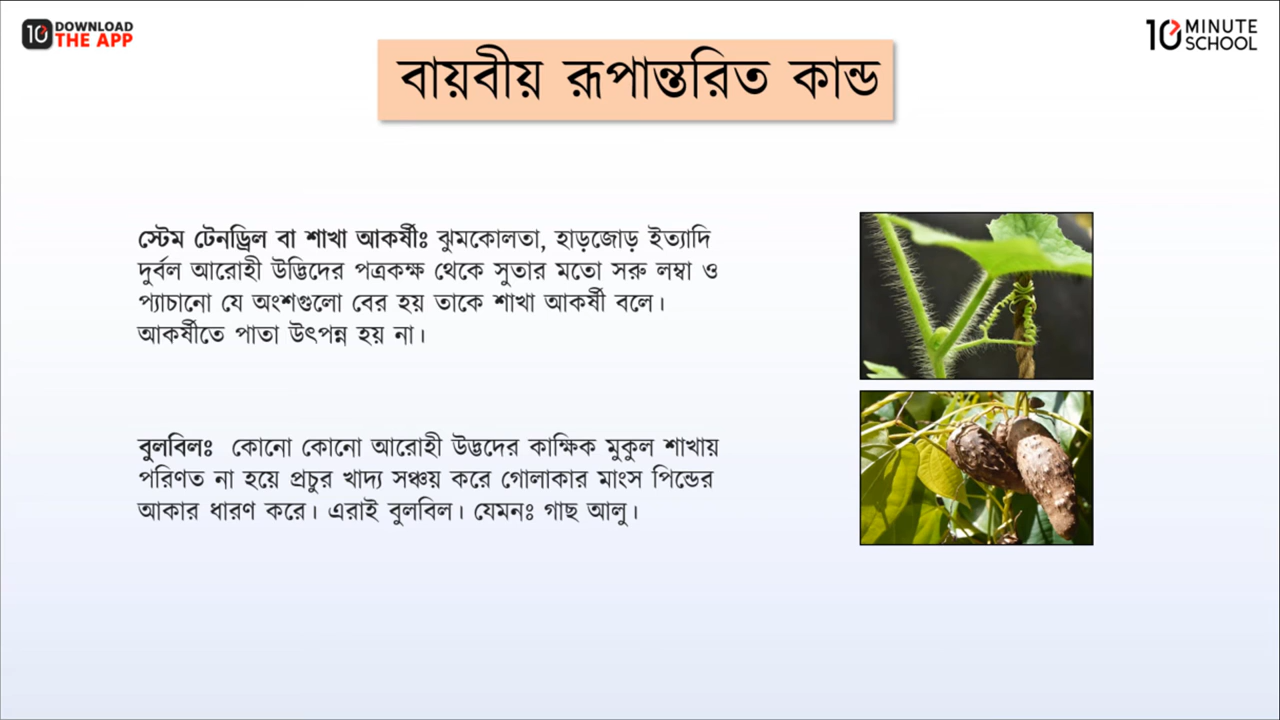 DOWNLOAD
THE APP
10 MINUTE
SCHOOL
বায়বীয় রূপান্তরিত কান্ড
স্টেম টেনড্রিল বা শাখা আকর্ষীঃ ঝুমকোলতা, হাড়জোড় ইত্যাদি
দুর্বল আরোহী উদ্ভিদের পত্রকক্ষ থেকে সুতার মতো সরু লম্বা ও
প্যাচানো যে অংশগুলো বের হয় তাকে শাখা আকর্ষী বলে।
আকর্ষীতে পাতা উৎপন্ন হয় না।
বুলবিলঃ কোনো কোনো আরোহী উদ্ভদের কাক্ষিক মুকুল শাখায়
পরিণত না হয়ে প্রচুর খাদ্য সঞ্চয় করে গোলাকার মাংস পিন্ডের
আকার ধারণ করে। এরাই বুলবিল। যেমনঃ গাছ আলু।